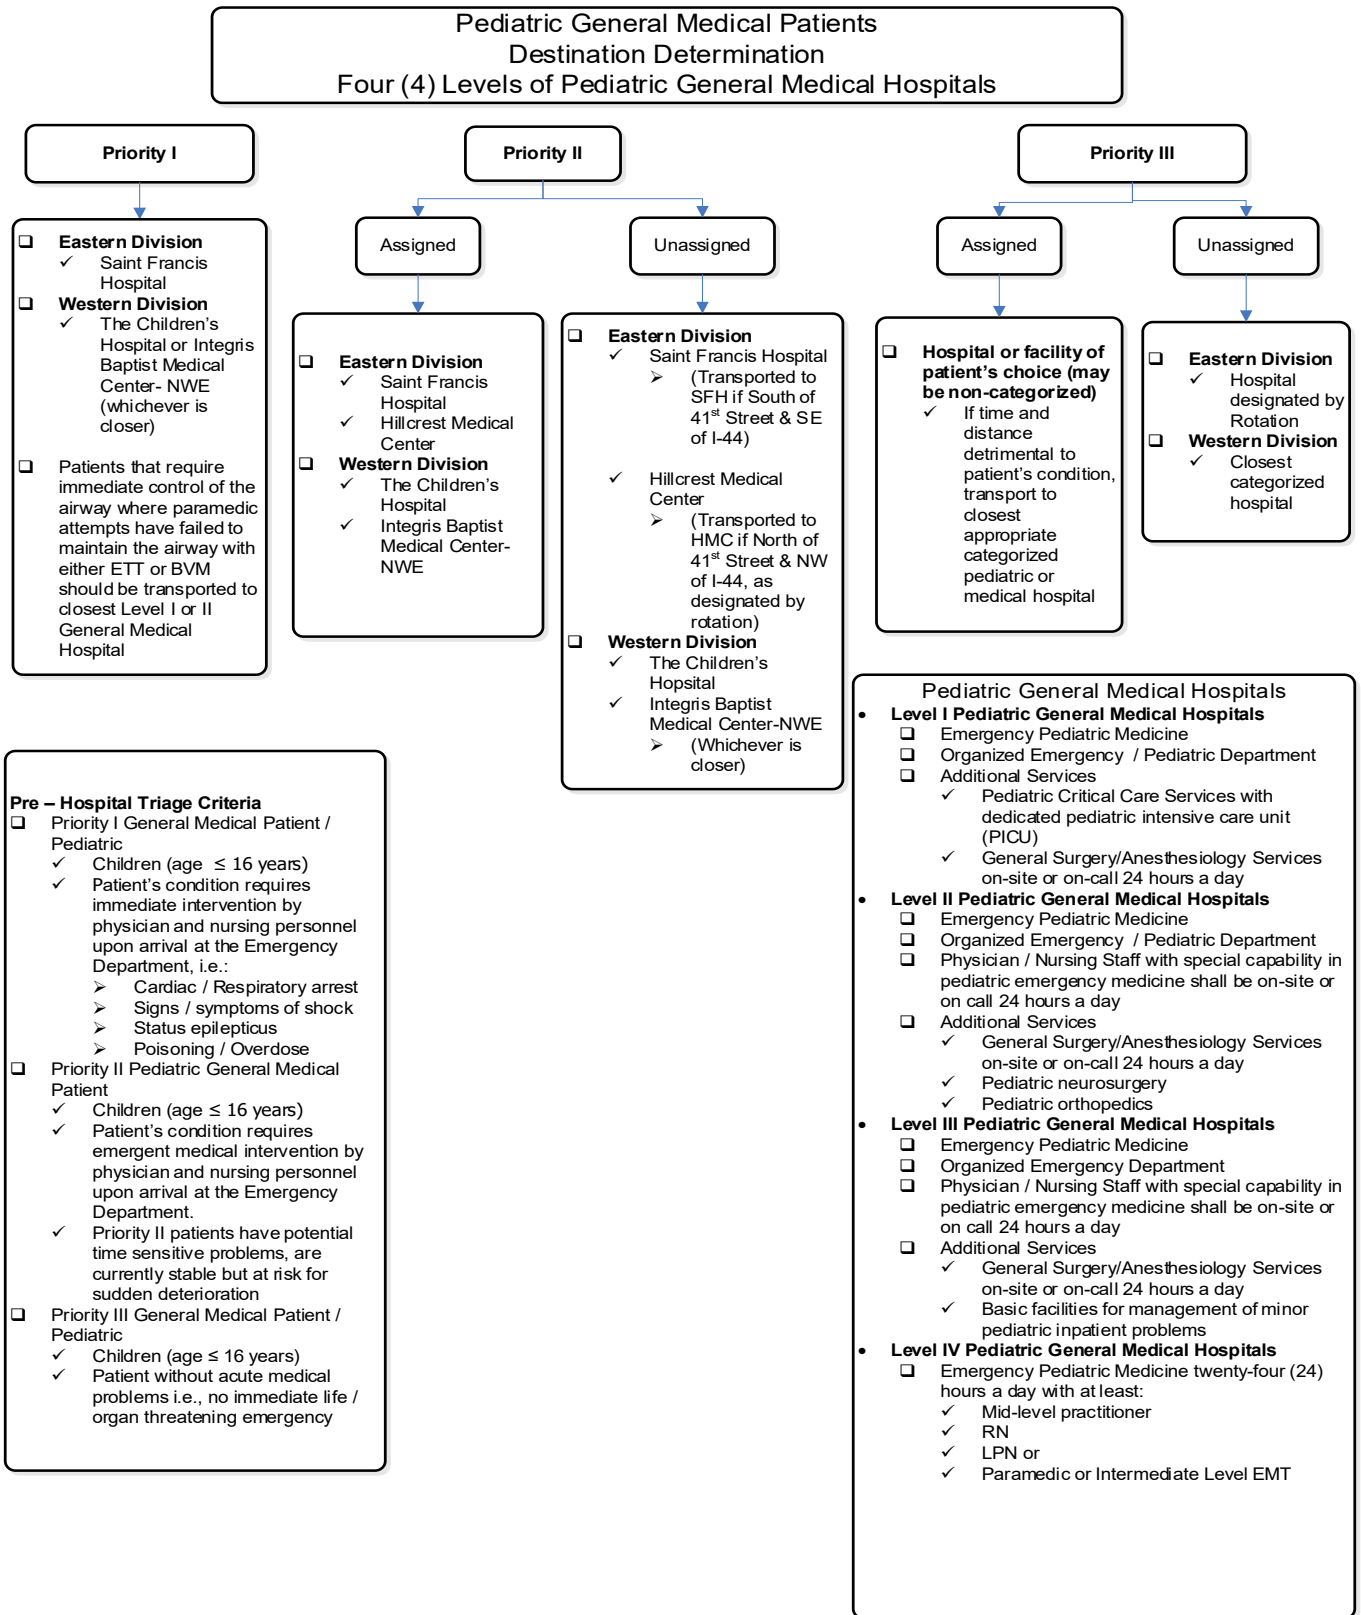 Pediatric General Medical Patients
Destination Determination
Four (4) Levels of Pediatric General Medical Hospitals
Priority I
❑ Eastern Division
✓ Saint Francis
Hospital
❑ Western Division
✓ The Children’s
Hospital or Integris
Baptist Medical
Center- NWE
(whichever is
closer)
❑ Patients that require
immediate control of the
airway where paramedic
attempts have failed to
maintain the airway with
either ETT or BVM
should be transported to
closest Level I or II
General Medical
Hospital
Priority II
Assigned
❑ Eastern Division
✓ Saint Francis
Hospital
✓ Hillcrest Medical
Center
❑ Western Division
✓ The Children’s
Hospital
✓ Integris Baptist
Medical Center-
NWE
Unassigned
❑ Eastern Division
✓ Saint Francis Hospital
➢ (Transported to
SFH if South of
41st Street & SE
of I-44)
✓ Hillcrest Medical
Center
➢ (Transported to
HMC if North of
41st Street & NW
of I-44, as
designated by
rotation)
❑ Western Division
✓ The Children’s
Hopsital
✓ Integris Baptist
Medical Center-NWE
➢ (Whichever is
closer)
Priority III
Assigned
❑ Hospital or facility of
patient’s choice (may
be non-categorized)
✓ If time and
distance
detrimental to
patient’s condition,
transport to
closest
appropriate
categorized
pediatric or
medical hospital
Unassigned
❑ Eastern Division
✓ Hospital
designated by
Rotation
❑ Western Division
✓ Closest
categorized
hospital
Pre – Hospital Triage Criteria
❑ Priority I General Medical Patient /
Pediatric
✓ Children (age ≤ 16 years)
✓ Patient’s condition requires
immediate intervention by
physician and nursing personnel
upon arrival at the Emergency
Department, i.e.:
➢ Cardiac / Respiratory arrest
➢ Signs / symptoms of shock
➢ Status epilepticus
➢ Poisoning / Overdose
❑ Priority II Pediatric General Medical
Patient
✓ Children (age ≤ 16 years)
✓ Patient’s condition requires
emergent medical intervention by
physician and nursing personnel
upon arrival at the Emergency
Department.
✓ Priority II patients have potential
time sensitive problems, are
currently stable but at risk for
sudden deterioration
❑ Priority III General Medical Patient /
Pediatric
✓ Children (age ≤ 16 years)
✓ Patient without acute medical
problems i.e., no immediate life /
organ threatening emergency
Pediatric General Medical Hospitals
• Level I Pediatric General Medical Hospitals
❑ Emergency Pediatric Medicine
❑ Organized Emergency / Pediatric Department
❑ Additional Services
✓ Pediatric Critical Care Services with
dedicated pediatric intensive care unit
(PICU)
✓ General Surgery/Anesthesiology Services
on-site or on-call 24 hours a day
• Level II Pediatric General Medical Hospitals
❑ Emergency Pediatric Medicine
❑ Organized Emergency / Pediatric Department
❑ Physician / Nursing Staff with special capability in
pediatric emergency medicine shall be on-site or
on call 24 hours a day
❑ Additional Services
✓ General Surgery/Anesthesiology Services
on-site or on-call 24 hours a day
✓ Pediatric neurosurgery
✓ Pediatric orthopedics
• Level III Pediatric General Medical Hospitals
❑ Emergency Pediatric Medicine
❑ Organized Emergency Department
❑ Physician / Nursing Staff with special capability in
pediatric emergency medicine shall be on-site or
on call 24 hours a day
❑ Additional Services
✓ General Surgery/Anesthesiology Services
on-site or on-call 24 hours a day
✓ Basic facilities for management of minor
pediatric inpatient problems
• Level IV Pediatric General Medical Hospitals
❑ Emergency Pediatric Medicine twenty-four (24)
hours a day with at least:
✓ Mid-level practitioner
✓ RN
✓ LPN or
✓ Paramedic or Intermediate Level EMT